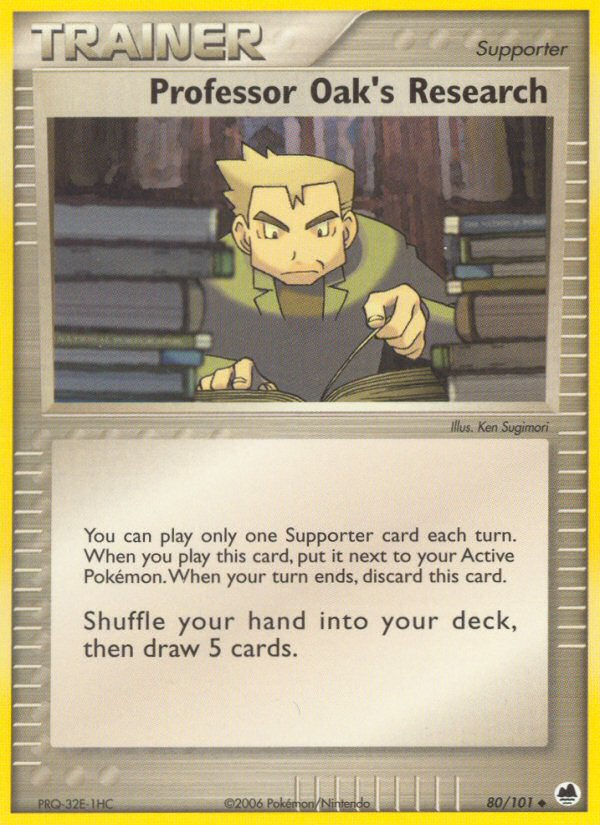 TRAINER
Supporter
Professor Oak's Research
Illus. Ken Sugimori
You can play only one Supporter card each turn.
When you play this card, put it next to your Active
Pokémon. When your turn ends, discard this card.
Shuffle your hand into your deck,
then draw 5 cards.
PRQ-32E-1HC
©2006 Pokémon/Nintendo
80/101